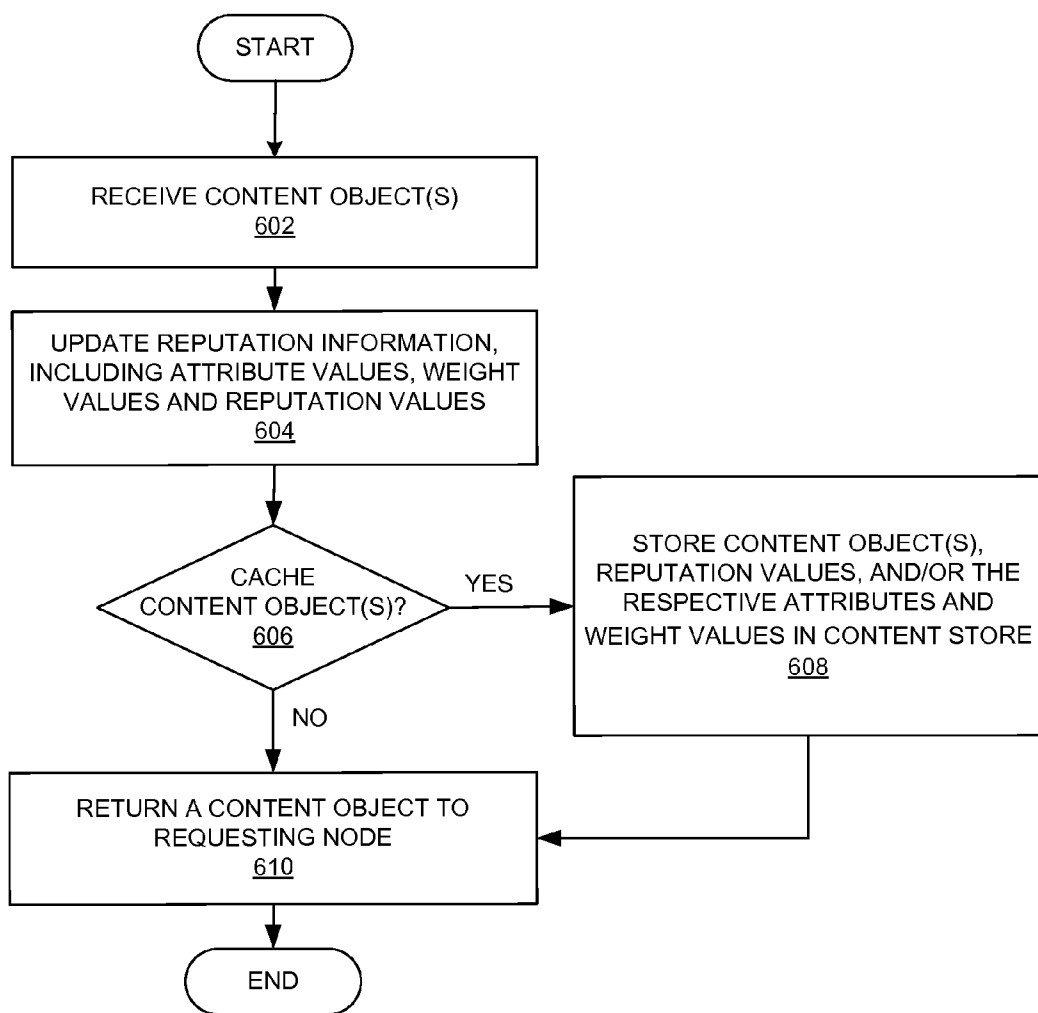 START
RECEIVE CONTENT OBJECT(S)
602
UPDATE REPUTATION INFORMATION,
INCLUDING ATTRIBUTE VALUES, WEIGHT
VALUES AND REPUTATION VALUES
604
CACHE
CONTENT OBJECT(S)?
606
YES
STORE CONTENT OBJECT(S),
REPUTATION VALUES, AND/OR THE
RESPECTIVE ATTRIBUTES AND
WEIGHT VALUES IN CONTENT STORE
608
NO
RETURN A CONTENT OBJECT TO
REQUESTING NODE
610
END